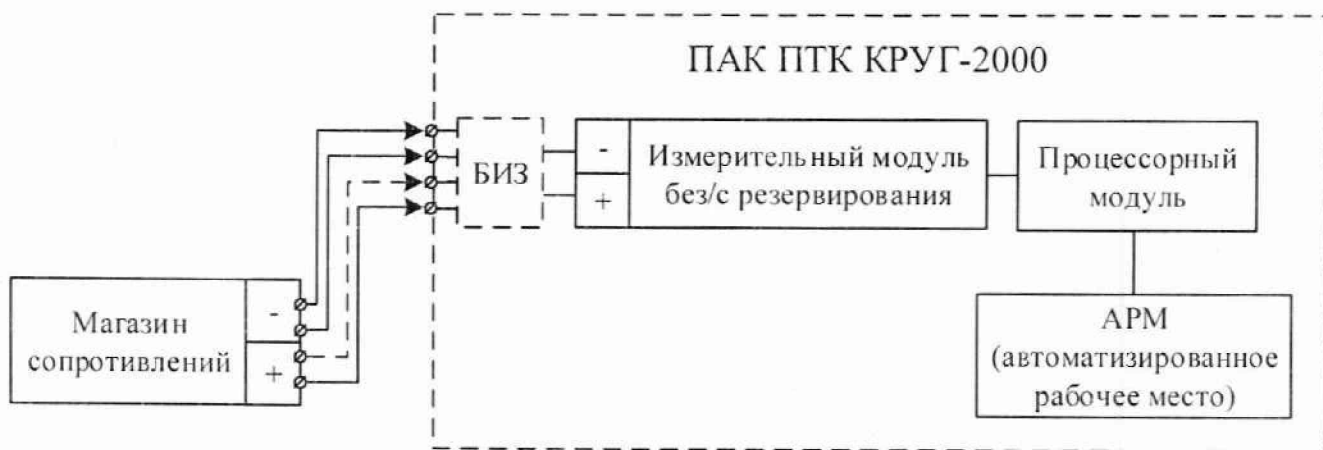 ПАК ПТК КРУГ-2000
БИЗ
-
+
Измерительный модуль
без/с резервирования
Процессорный
модуль
Магазин
сопротивлений
-
+
АРМ
(автоматизированное
рабочее место)